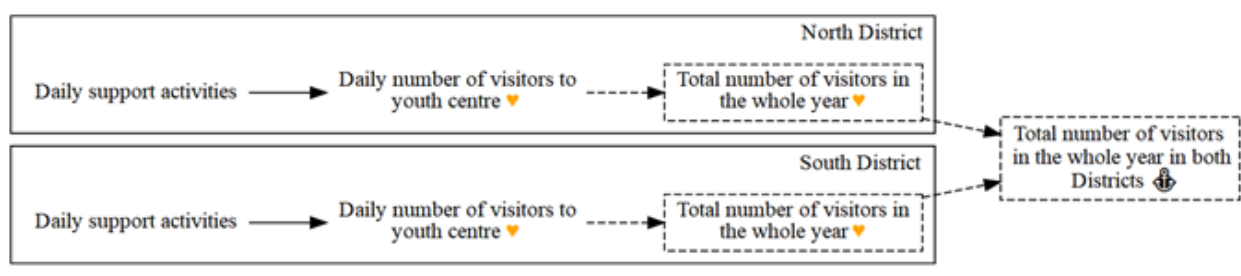 North District
Daily support activities
Daily number of visitors to
youth centre
Total number of visitors in
the whole year
South District
Daily support activities
Daily number of visitors to
youth centre
Total number of visitors in
the whole year
Total number of visitors
in the whole year in both
Districts